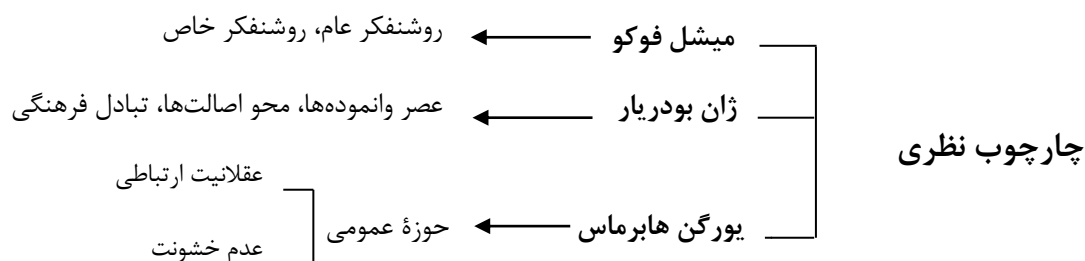 چارچوب نظری
میشل فوکو
روشنفکر عام، روشنفکر خاص
ژان بودریار
عصر وانموده‌ها، محو اصالت‌ها، تبادل فرهنگی
یورگن هابرماس
حوزۀ عمومی
عقلانیت ارتباطی
عدم خشونت